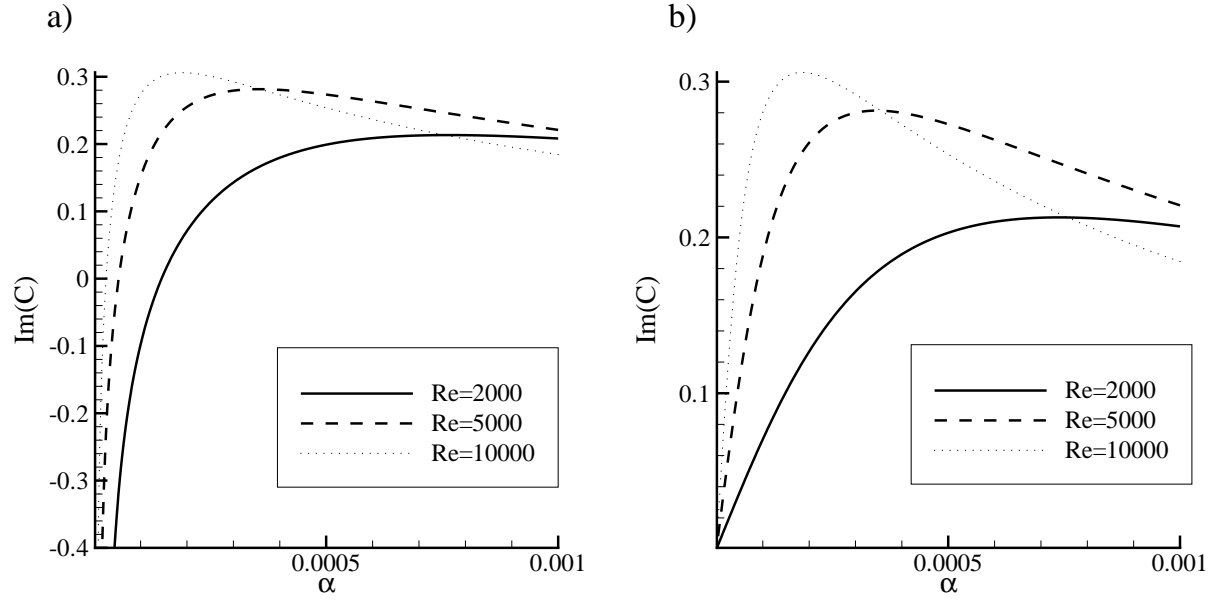 a)
Im(C)
0.3
0.2
0.1
0
-0.1
-0.2
-0.3
-0.4
Re=2000
Re=5000
Re=10000
0.0005
0.001
α
b)
Im(C)
0.3
0.2
0.1
Re=2000
Re=5000
Re=10000
0.0005
0.001
α